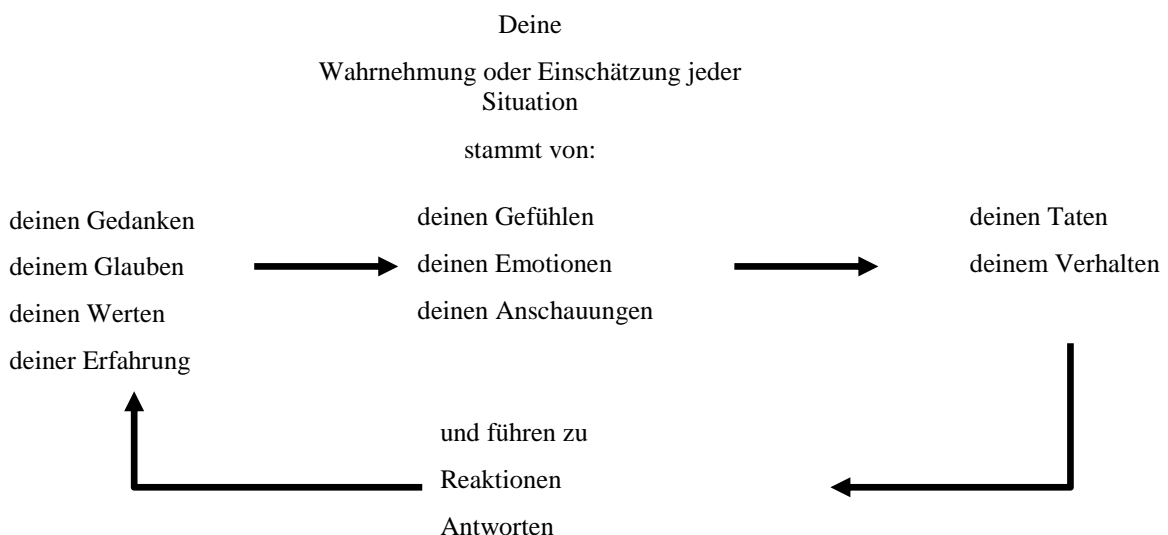 Deine
Wahrnehmung oder Einschätzung jeder
Situation
stammt von:
deinen Gedanken
deinem Glauben
deinen Werten
deiner Erfahrung
deinen Gefühlen
deinen Emotionen
deinen Anschauungen
deinen Taten
deinem Verhalten
und führen zu
Reaktionen
Antworten